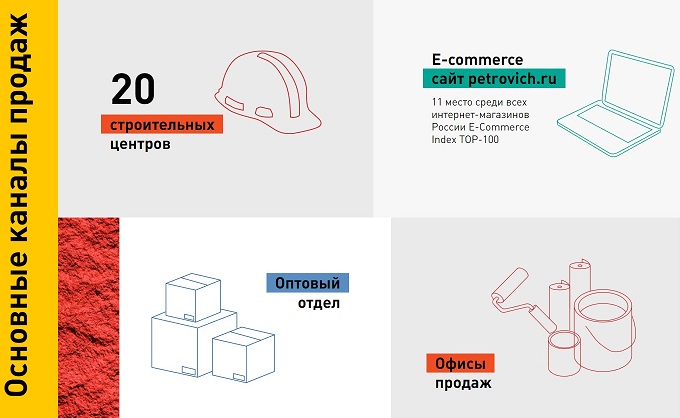 Основные каналы продаж
20
строительных
центров
E-commerce
сайт petrovich.ru
11 место среди всех
интернет-магазинов
России E-Commerce
Index TOP-100
Оптовый
отдел
Офисы
продаж